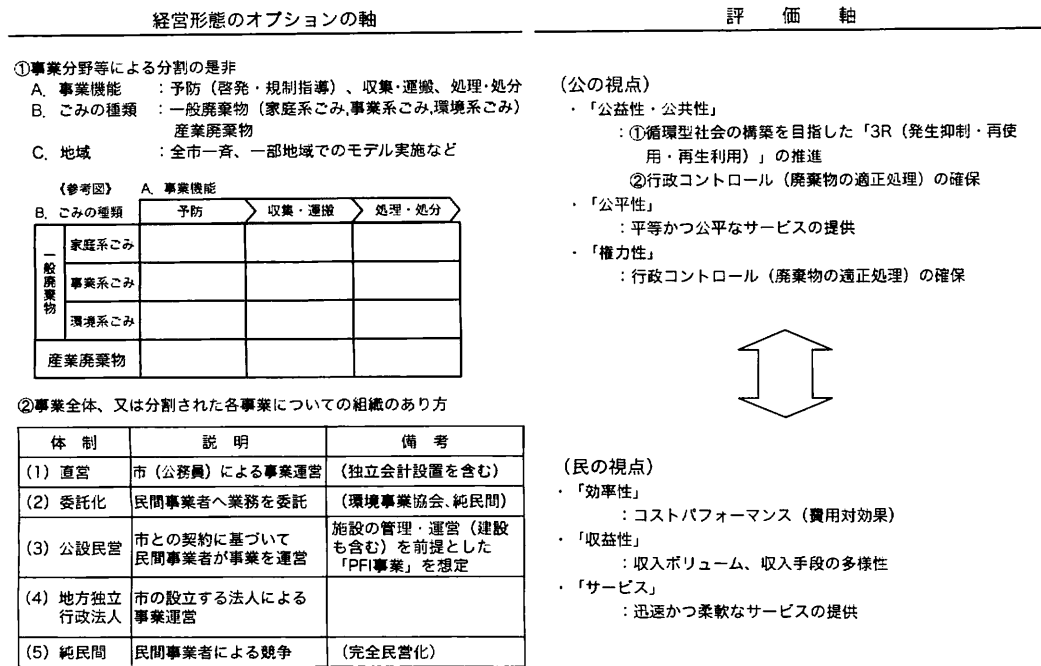 経営形態のオプションの軸
①事業分野等による分割の是非
A. 事業機能 :予防(啓発・規制指導)、収集・運搬、処理・処分
B. ごみの種類 :一般廃棄物(家庭系ごみ,事業系ごみ,環境系ごみ)
産業廃棄物
C. 地域 :全市一斉、一部地域でのモデル実施など
《参考図》 A. 事業機能
B. ごみの種類 予防 収集・運搬 処理・処分
一般廃棄物
家庭系ごみ
事業系ごみ
環境系ごみ
産業廃棄物
②事業全体、又は分割された各事業についての組織のあり方
体 制 説 明 備 考
(1) 直営 市(公務員)による事業運営 (独立会計設置を含む)
(2) 委託化 民間事業者へ業務を委託 (環境事業協会、純民間)
(3) 公設民営 市との契約に基づいて
民間事業者が事業を運営
施設の管理・運営(建設
も含む)を前提とした
「PFI事業」を想定
(4) 地方独立
行政法人
市の設立する法人による
事業運営
(5) 純民間 民間事業者による競争 (完全民営化)
評 価 軸
(公の視点)
・「公益性・公共性」
:①循環型社会の構築を目指した「3R(発生抑制・再使
用・再生利用)」の推進
②行政コントロール(廃棄物の適正処理)の確保
・「公平性」
:平等かつ公平なサービスの提供
・「権力性」
:行政コントロール(廃棄物の適正処理)の確保
(民の視点)
・「効率性」
:コストパフォーマンス(費用対効果)
・「収益性」
:収入ボリューム、収入手段の多様性
・「サービス」
:迅速かつ柔軟なサービスの提供